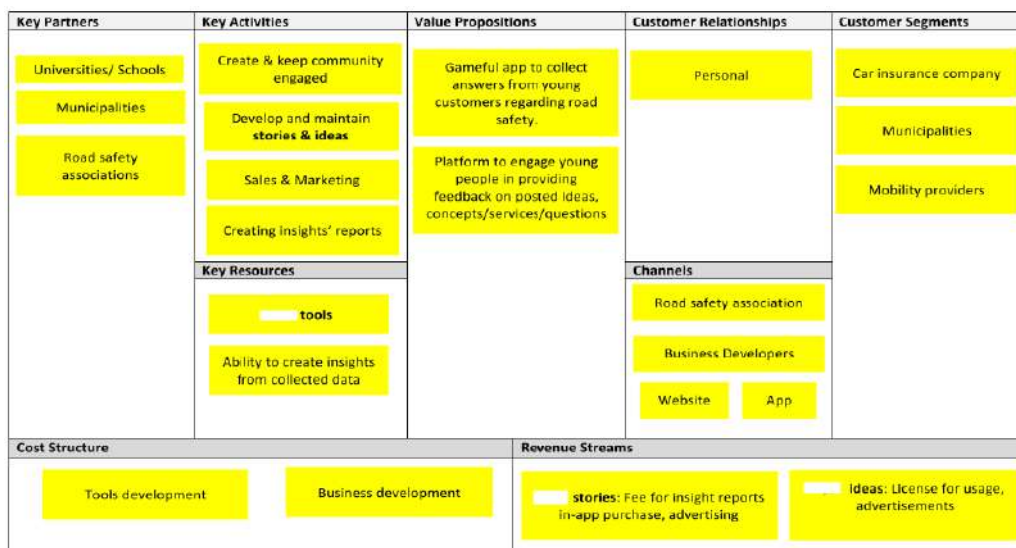 Key Partners
Universities/ Schools
Municipalities
Road safety
associations
Key Activities
Create & keep community
engaged
Develop and maintain
stories & ideas
Sales & Marketing
Creating insights' reports
Key Resources
tools
Ability to create insights
from collected data
Value Propositions
Gameful app to collect
answers from young
customers regarding road
safety.
Platform to engage young
people in providing
feedback on posted ideas,
concepts/services/questions
Customer Relationships
Personal
Channels
Road safety association
Business Developers
Website
App
Customer Segments
Car insurance company
Municipalities
Mobility providers
Cost Structure
Tools development
Business development
Revenue Streams
stories: Fee for insight reports
in-app purchase, advertising
Ideas: License for usage,
advertisements